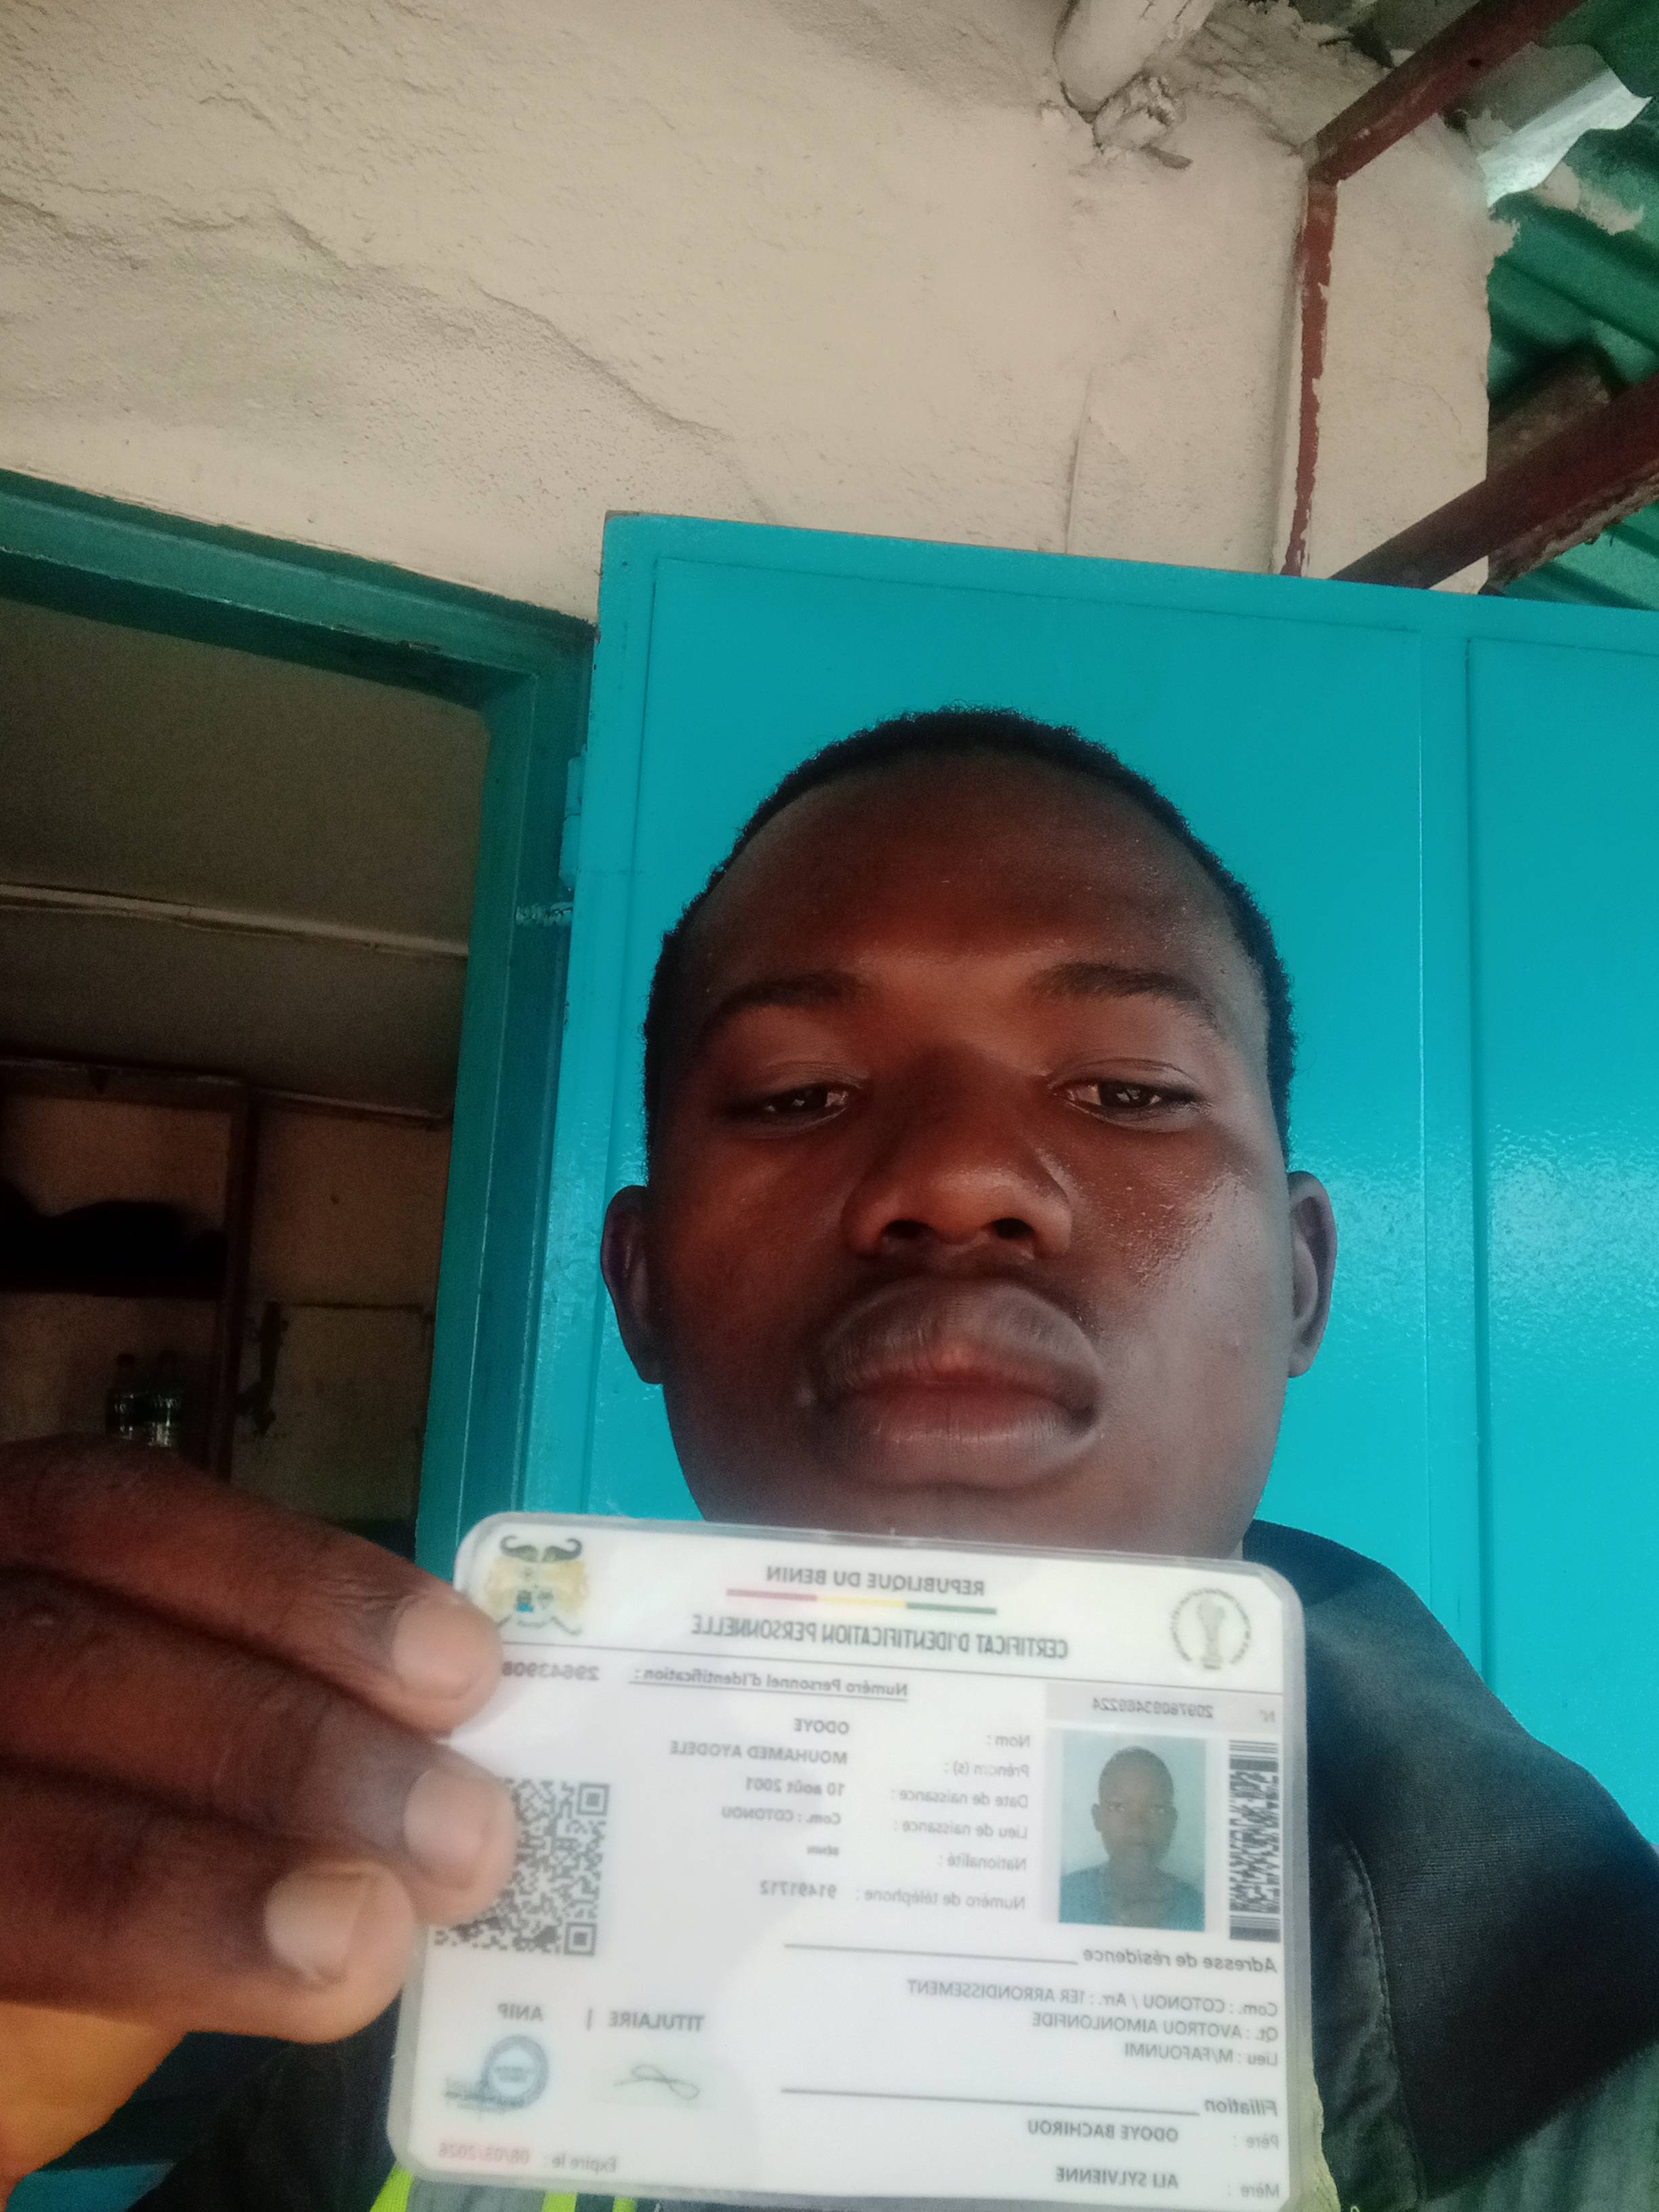 REPUBLIQUE DU BENIN
CERTIFICAT D'IDENTIFICATION PERSONNELLE
Numéro Personnel d'Identification : 29643908
N°
Nom : ODOYE
Prénom (s) : MOUHAMED AYODELE
Date de naissance : 10 août 2001
Lieu de naissance : Com. : COTONOU
Nationalité : BENIN
Numéro de téléphone : 91491712
Adresse de résidence
Com. : COTONOU / Arr. : 1ER ARRONDISSEMENT
Qt. : AVOTROU AIMONLONFIDE
Lieu : M/FAFOUNMI
TITULAIRE | ANIP
Filiation
Père : ODOYE BACHIROU
Mère : ALI SYLVIENNE
Expire le :